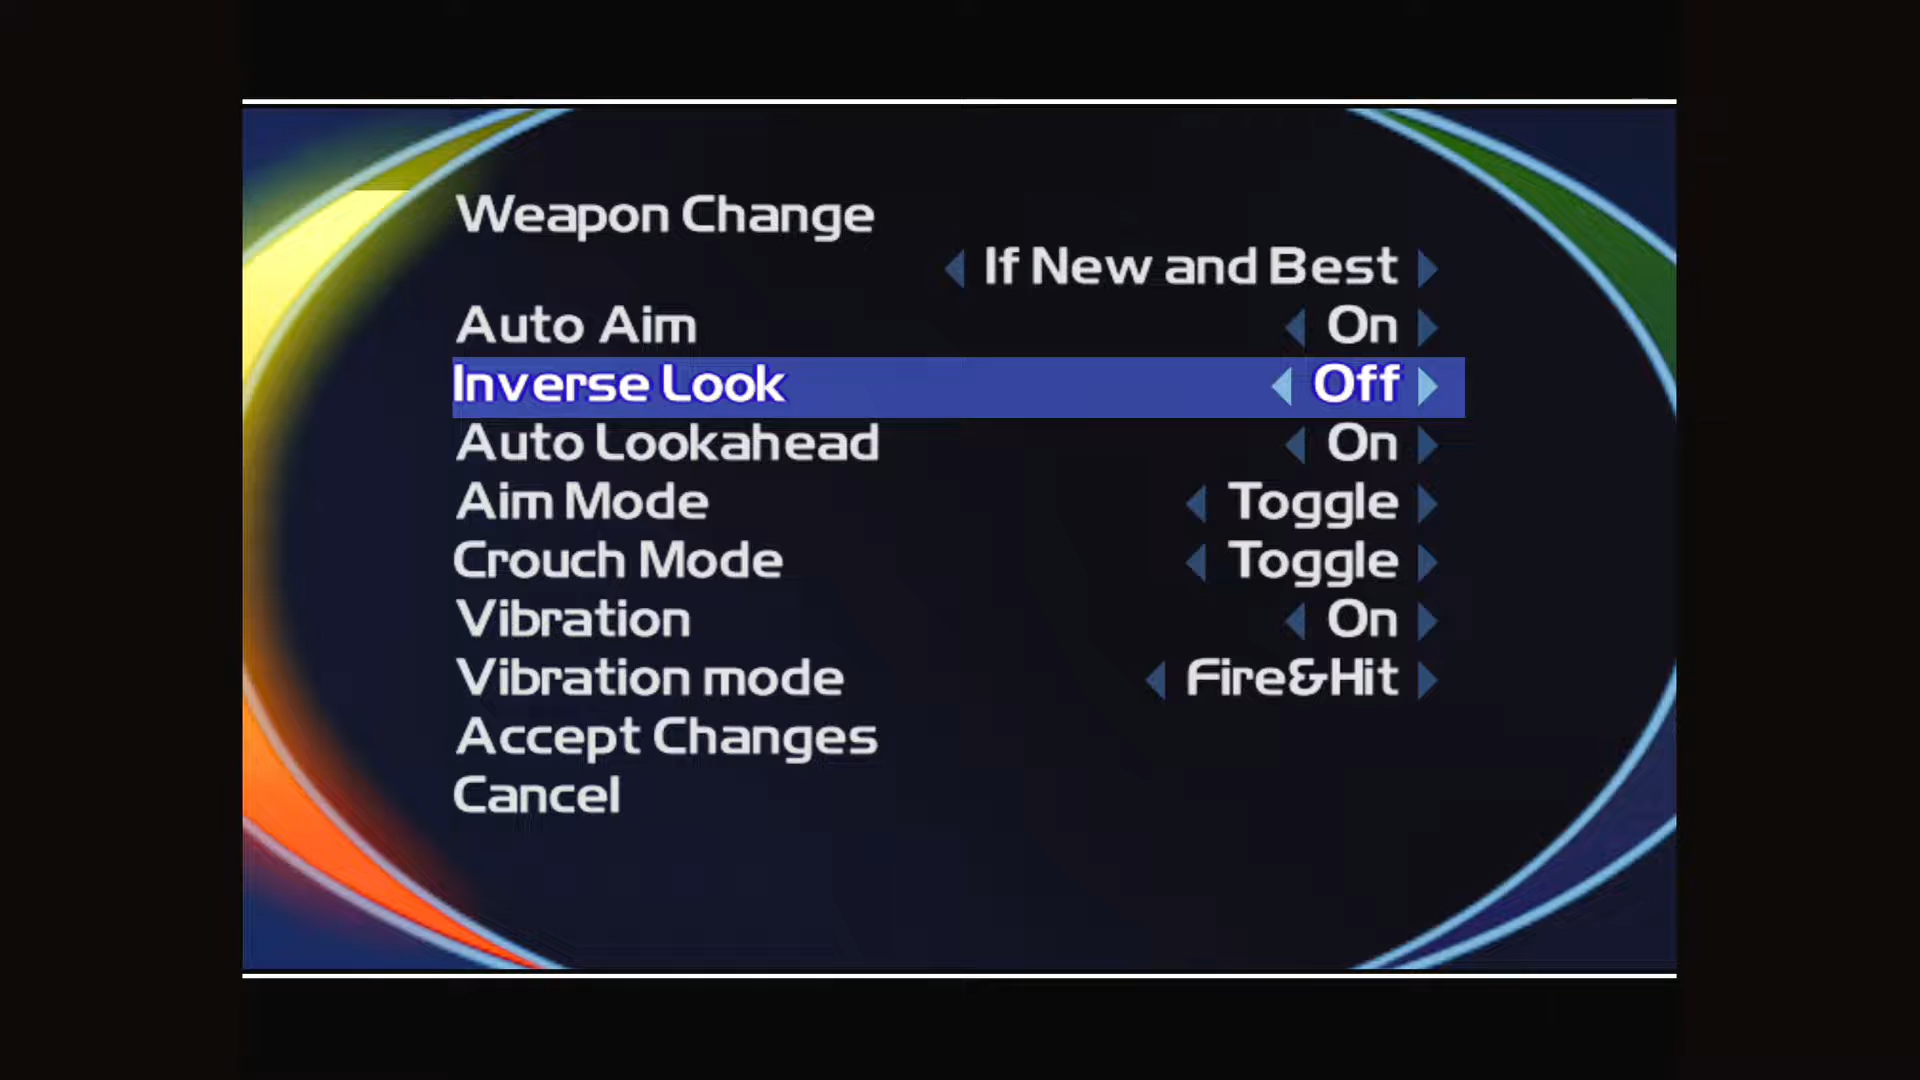 Weapon Change
If New and Best
Auto Aim On
Inverse Look Off
Auto Lookahead On
Aim Mode Toggle
Crouch Mode Toggle
Vibration On
Vibration mode Fire&Hit
Accept Changes
Cancel